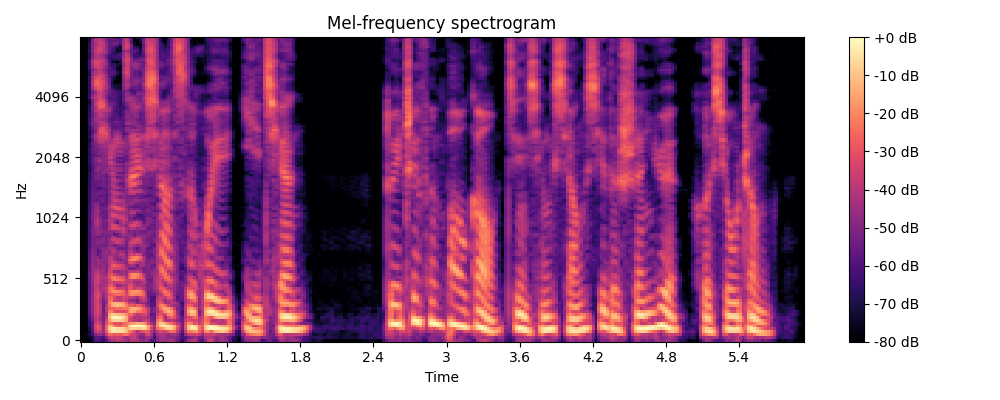 Mel-frequency spectrogram
Hz
4096
2048
1024
512
0
0 0.6 1.2 1.8 2.4 3 3.6 4.2 4.8 5.4
Time
+0 dB
-10 dB
-20 dB
-30 dB
-40 dB
-50 dB
-60 dB
-70 dB
-80 dB